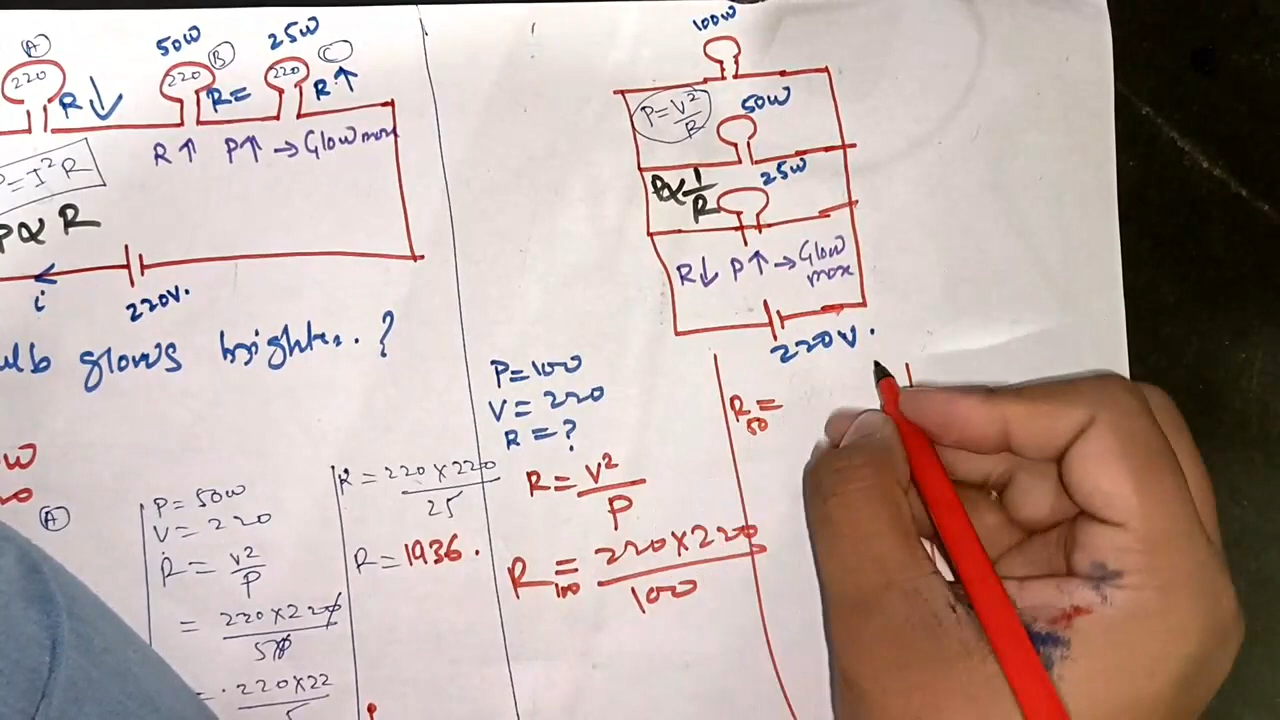 A
220
R↓
50W
220
B
R=
25W
220
C
R↑
R↑ P↑ → Glow max
P=I²R
P∝R
i
220V.
glows brighter.?
100W
P=V²/R
50W
P∝1/R
25W
R↓ P↑ → Glow max
220V.
W
A
P=50W
V=220
R=V²/P
=220×220/50
=220×22/5
R=220×220/25
R=1936.
P=100
V=220
R=?
R=V²/P
R100=220×220/100
R50=